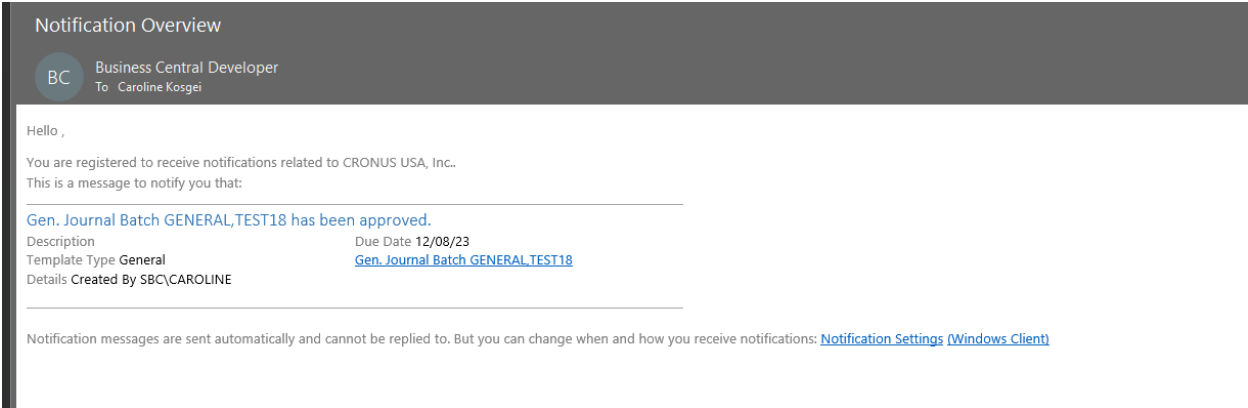 Notification Overview
BC
Business Central Developer
To Caroline Kosgei
Hello ,
You are registered to receive notifications related to CRONUS USA, Inc..
This is a message to notify you that:
Gen. Journal Batch GENERAL,TEST18 has been approved.
Description Due Date 12/08/23
Template Type General Gen. Journal Batch GENERAL,TEST18
Details Created By SBC\CAROLINE
Notification messages are sent automatically and cannot be replied to. But you can change when and how you receive notifications: Notification Settings (Windows Client)